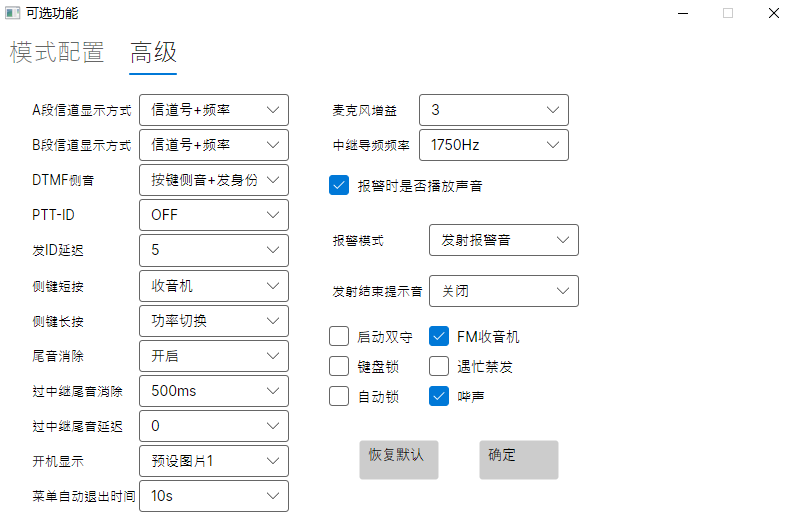 可选功能
模式配置 高级
A段信道显示方式 信道号+频率
B段信道显示方式 信道号+频率
DTMF侧音 按键侧音+发身份
PTT-ID OFF
发ID延迟 5
侧键短按 收音机
侧键长按 功率切换
尾音消除 开启
过中继尾音消除 500ms
过中继尾音延迟 0
开机显示 预设图片1
菜单自动退出时间 10s
麦克风增益 3
中继导频频率 1750Hz
报警时是否播放声音
报警模式 发射报警音
发射结束提示音 关闭
启动双守 FM收音机
键盘锁 遇忙禁发
自动锁 哔声
恢复默认 确定